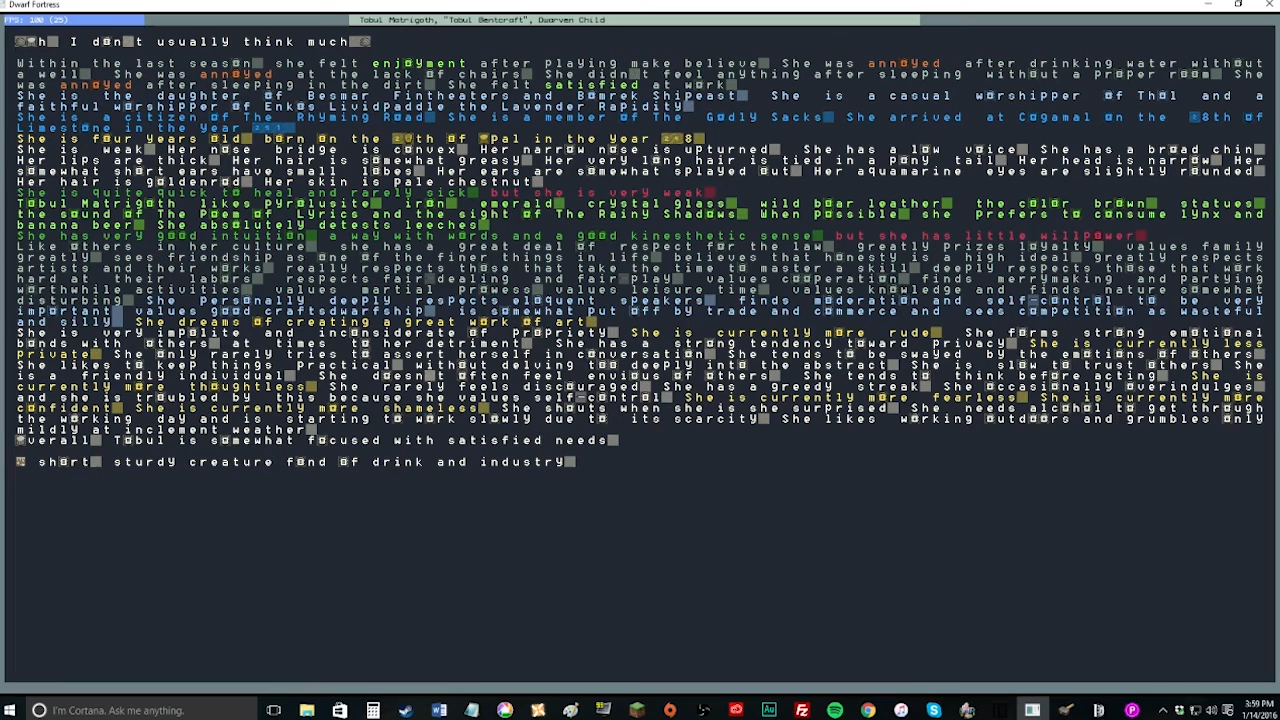 Dwarf Fortress
FPS: 100 (25)
Tobul Matrigoth, "Tobul Bentcraft", Dwarven Child
I don't usually think much
Within the last season, she felt enjoyment after playing make believe. She was annoyed after drinking water without
a well. She was annoyed at the lack of chairs. She didn't feel anything after sleeping without a proper room. She
was annoyed after sleeping in the dirt. She felt satisfied at work.
She is the daughter of Besmar Fintheaters and Domrek Shipeast. She is a casual worshipper of Thol and a
faithful worshipper of Enkos Lividpaddle the Lavender Rapidity.
She is a citizen of The Rhyming Road. She is a member of The Godly Sacks. She arrived at Cogamal on the 28th of
Limestone in the year
She is four years old, born on the of Opal in the year
She is weak. Her nose bridge is convex. Her narrow nose is upturned. She has a low voice. She has a broad chin.
Her lips are thick. Her hair is somewhat greasy. Her very long hair is tied in a pony tail. Her head is narrow. Her
somewhat short ears have small lobes. Her ears are somewhat splayed out. Her aquamarine eyes are slightly rounded.
Her hair is goldenrod. Her skin is pale chestnut.
She is quite quick to heal and rarely sick, but she is very weak.
Tobul Matrigoth likes pyrolusite, iron, emerald, crystal glass, wild boar leather, the color brown, statues,
the sound of The Poem of Lyrics and the sight of The Rainy Shadows. When possible, she prefers to consume lynx and
banana beer. She absolutely detests leeches.
She has very good intuition, a way with words and a good kinesthetic sense, but she has little willpower.
Like others in her culture, she has a great deal of respect for the law, greatly prizes loyalty, values family
greatly, sees friendship as one of the finer things in life, believes that honesty is a high ideal, greatly respects
artists and their works, really respects those that take the time to master a skill, deeply respects those that work
hard at their labors, respects fair-dealing and fair-play, values leisure time, values knowledge and finds nature somewhat
disturbing. She personally deeply respects eloquent speakers, finds moderation and self-control to be very
important, values good craftsdwarfship, is somewhat put off by trade and commerce and sees competition as wasteful
and silly. She dreams of creating a great work of art.
She is very impolite and inconsiderate of propriety. She is currently more rude. She forms strong emotional
bonds with others, at times to her detriment. She has a strong tendency toward privacy. She is currently less
private. She only rarely tries to assert herself in conversation. She tends to be swayed by the emotions of others.
She likes to keep things practical, without delving too deeply into the abstract. She is slow to trust others. She
is a friendly individual. She doesn't often feel envious of others. She tends to think before acting. She is
currently more thoughtless. She rarely feels discouraged. She has a greedy streak. She occasionally overindulges
and she is troubled by this because she values self-control. She is currently more fearless. She is currently more
confident. She is currently more shameless. She shouts when she is she surprised. She needs alcohol to get through
the working day and is starting to work slowly due to its scarcity. She likes working outdoors and grumbles only
mildly at inclement weather.
Overall, Tobul is somewhat focused with satisfied needs.
A short, sturdy creature fond of drink and industry.
I'm Cortana. Ask me anything.
3:59 PM
1/14/2016